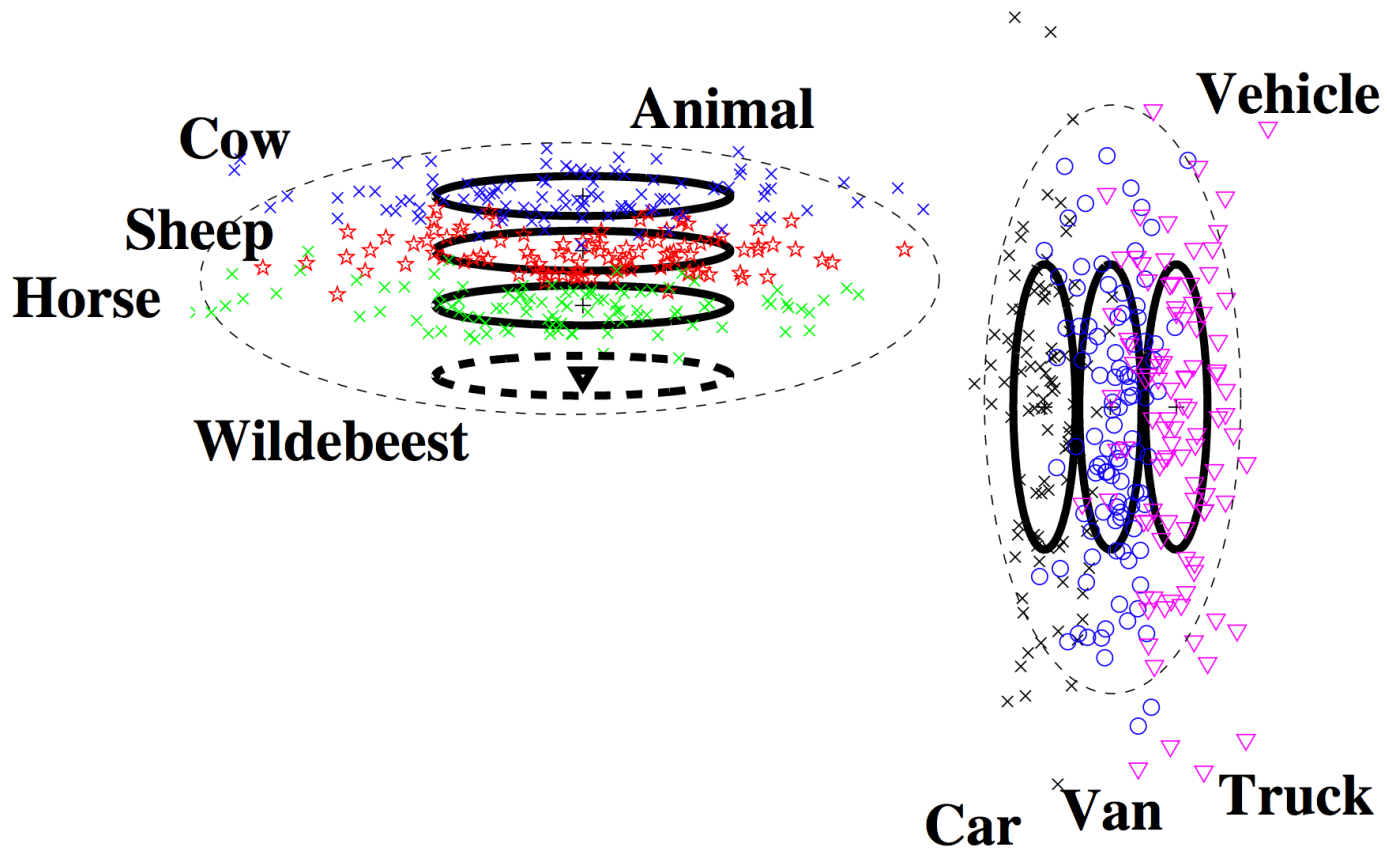 Animal
Vehicle
Cow
Sheep
Horse
Wildebeest
Car
Van
Truck